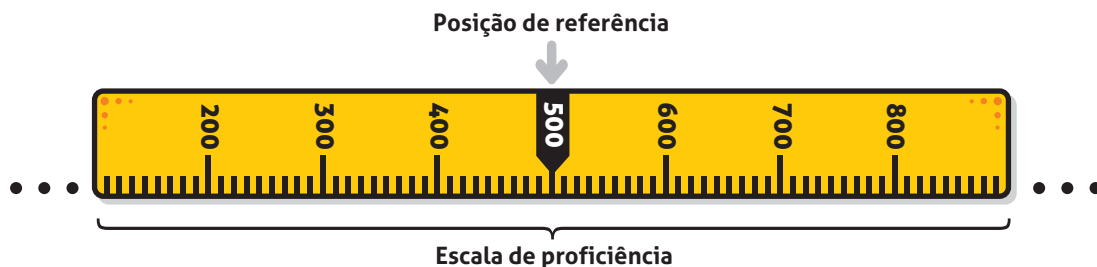 Posição de referência
200 300 400 500 600 700 800
Escala de proficiência